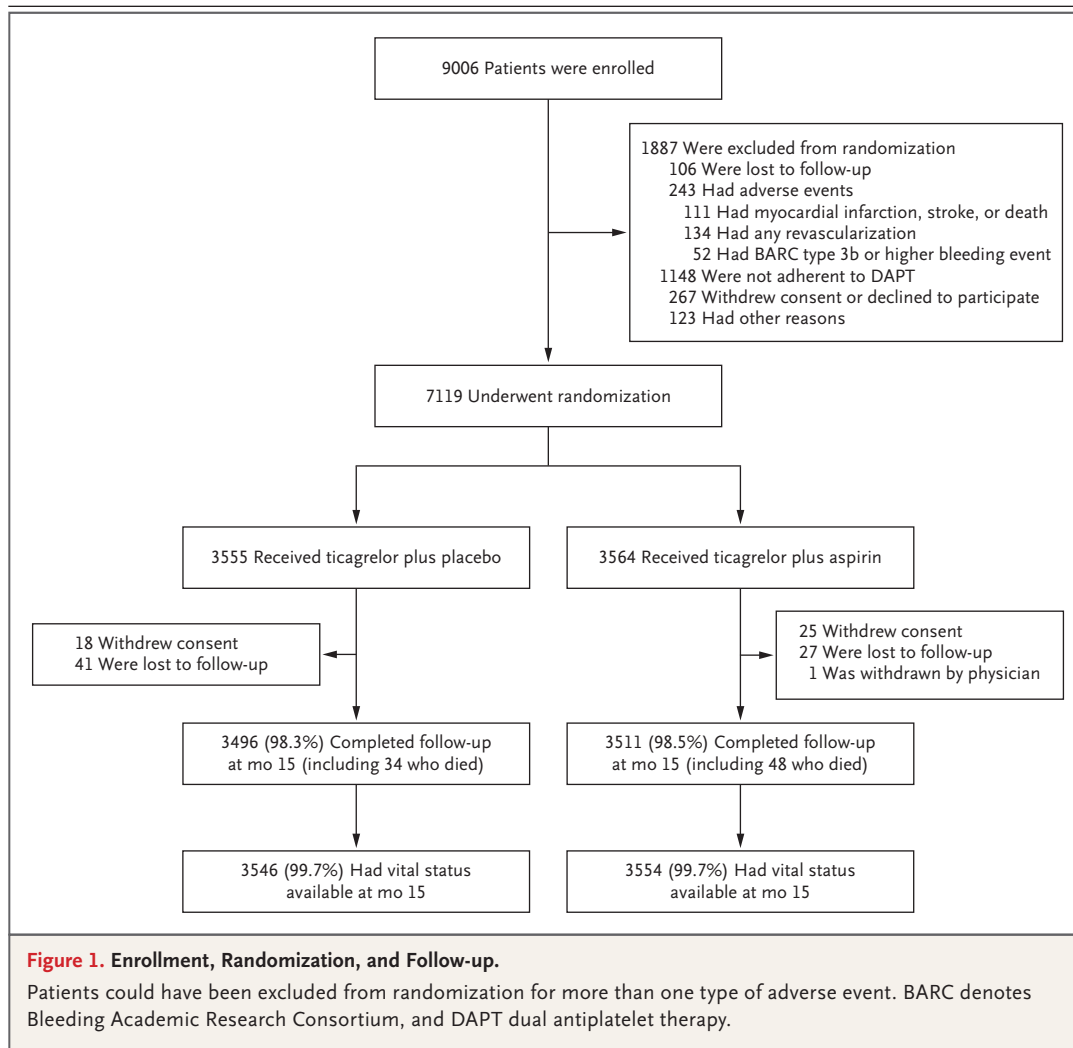 9006 Patients were enrolled
1887 Were excluded from randomization
106 Were lost to follow-up
243 Had adverse events
111 Had myocardial infarction, stroke, or death
134 Had any revascularization
52 Had BARC type 3b or higher bleeding event
1148 Were not adherent to DAPT
267 Withdrew consent or declined to participate
123 Had other reasons
7119 Underwent randomization
3555 Received ticagrelor plus placebo
3564 Received ticagrelor plus aspirin
18 Withdrew consent
41 Were lost to follow-up
25 Withdrew consent
27 Were lost to follow-up
1 Was withdrawn by physician
3496 (98.3%) Completed follow-up
at mo 15 (including 34 who died)
3511 (98.5%) Completed follow-up
at mo 15 (including 48 who died)
3546 (99.7%) Had vital status
available at mo 15
3554 (99.7%) Had vital status
available at mo 15
Figure 1. Enrollment, Randomization, and Follow-up.
Patients could have been excluded from randomization for more than one type of adverse event. BARC denotes
Bleeding Academic Research Consortium, and DAPT dual antiplatelet therapy.